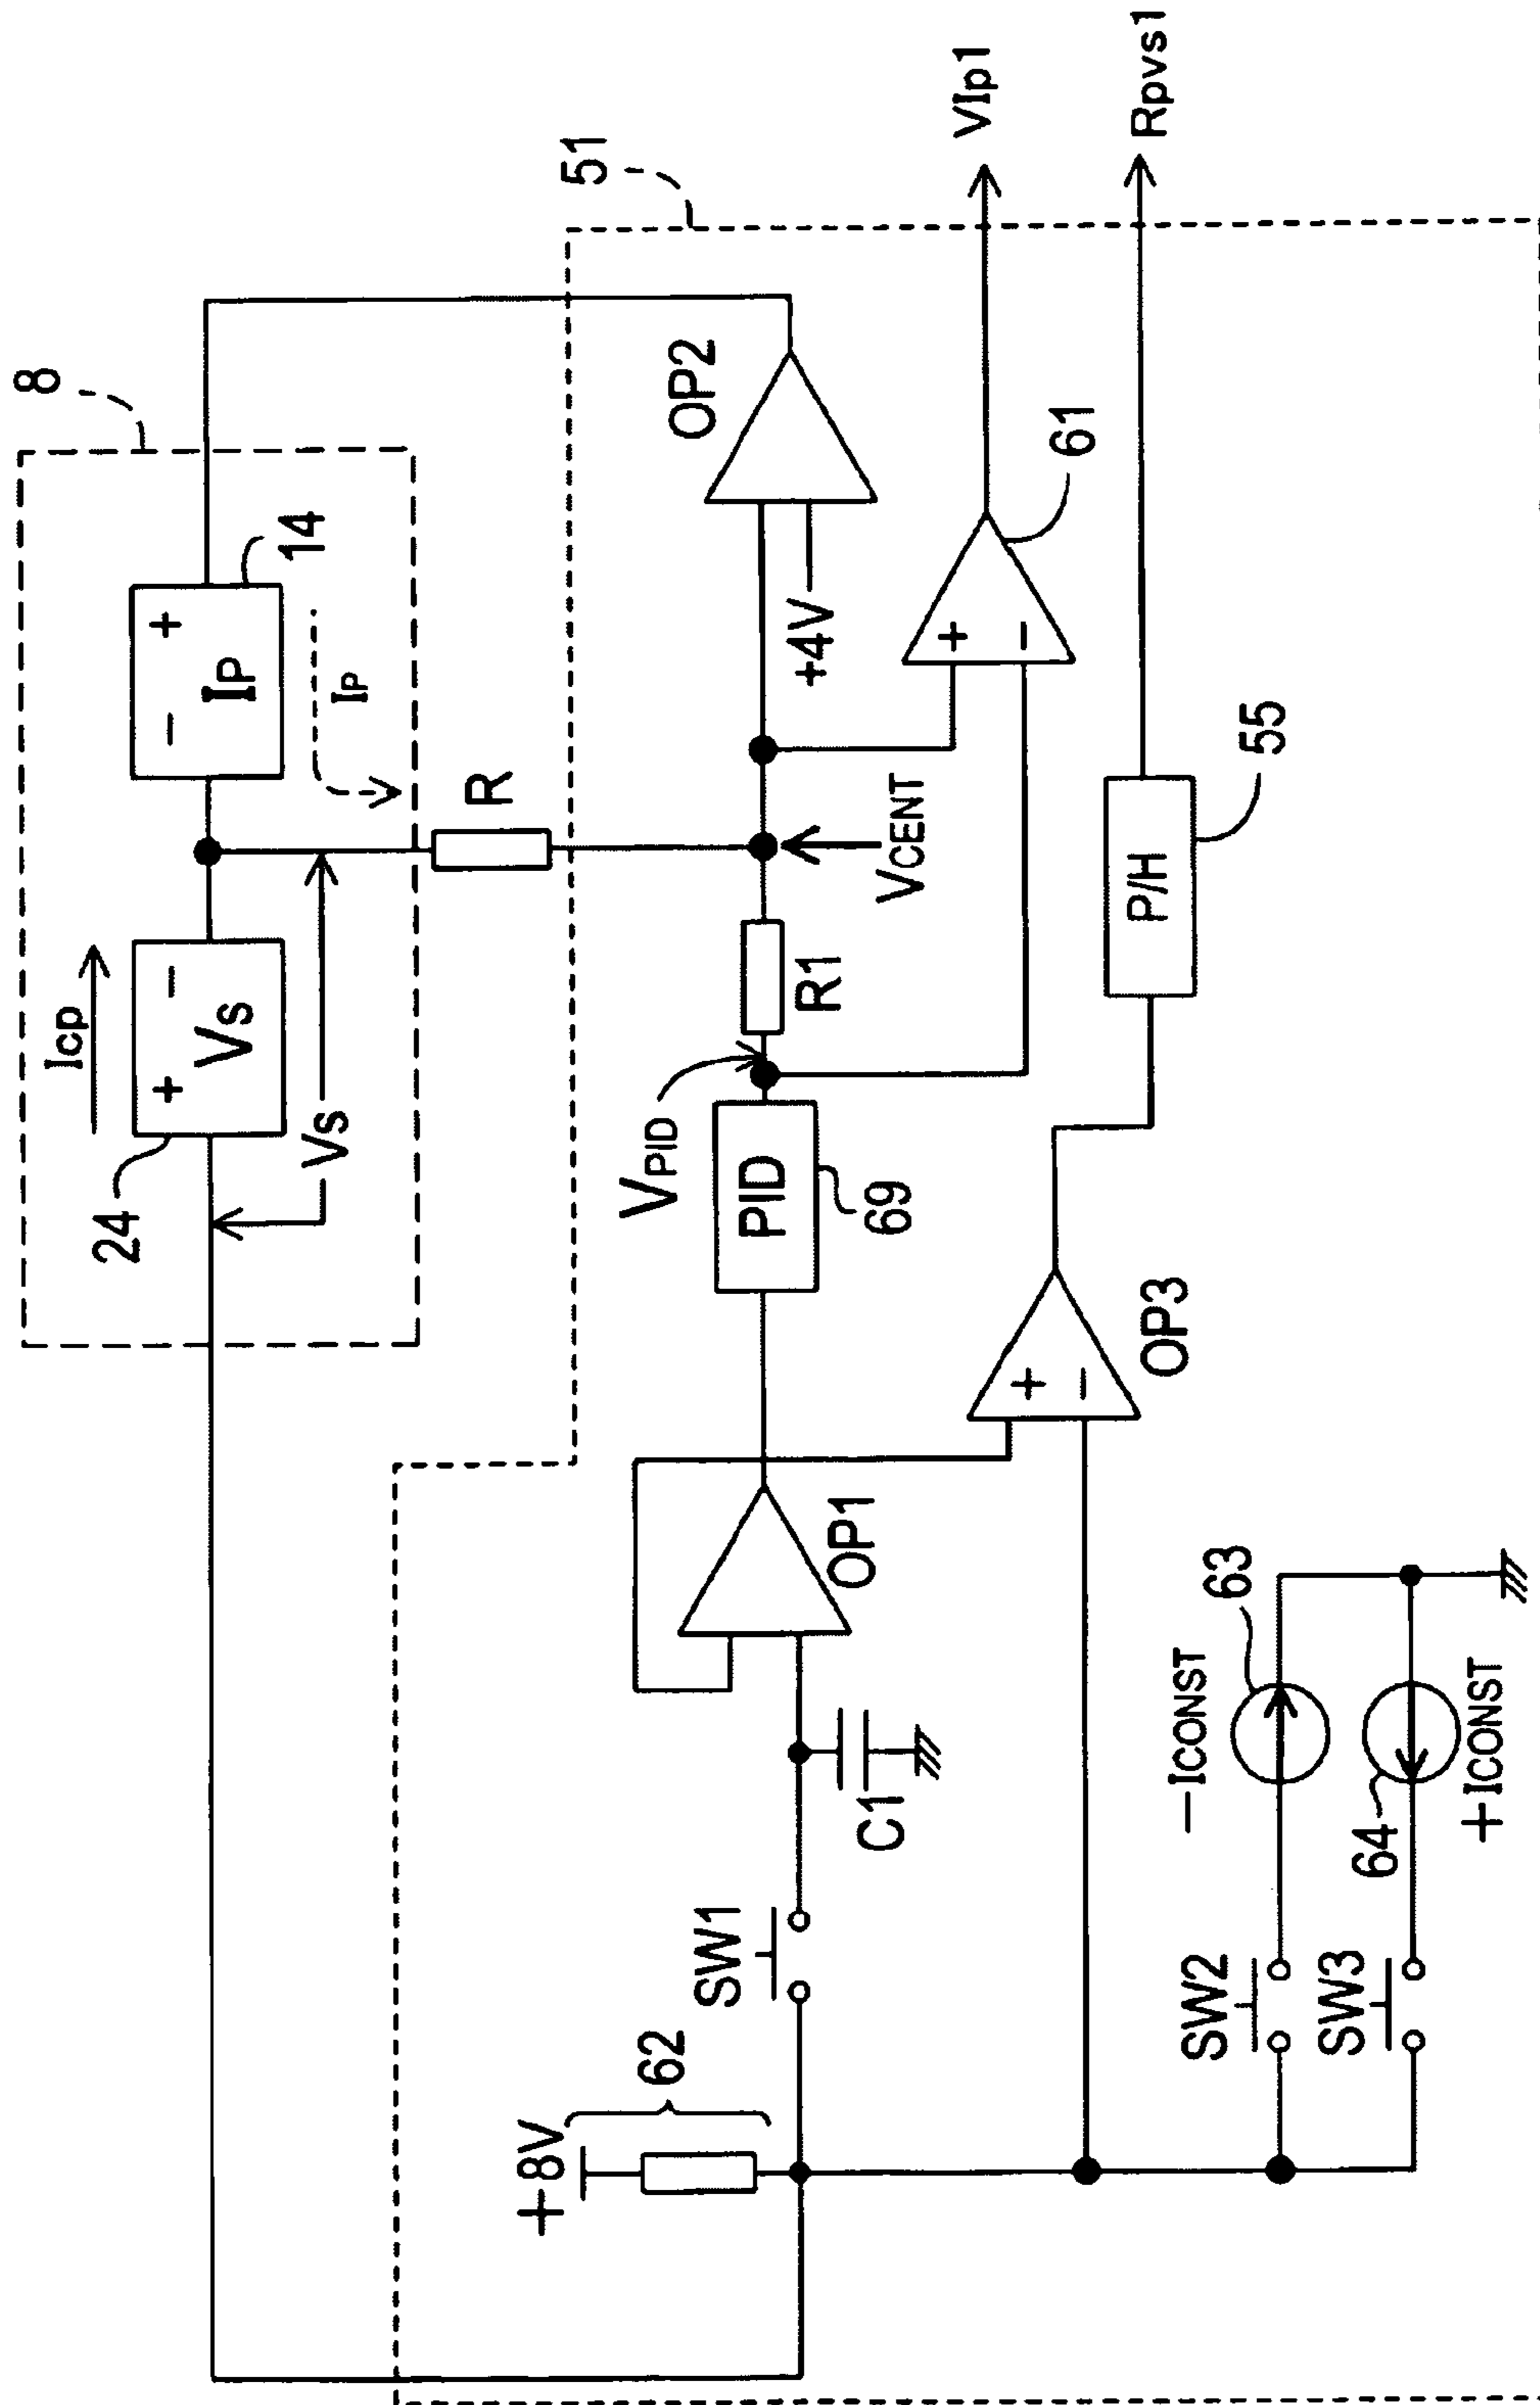 8
Icp
+ −
Vs
24
Vs
− +
IP
14
IP
R
51
+8V
62
SW1
C1
OP1
PID
69
VPID
R1
VCENT
+4V
OP2
+ −
61
VIp1
+ −
OP3
P/H
55
Rpvs1
SW2
−ICONST
63
SW3
64
+ICONST